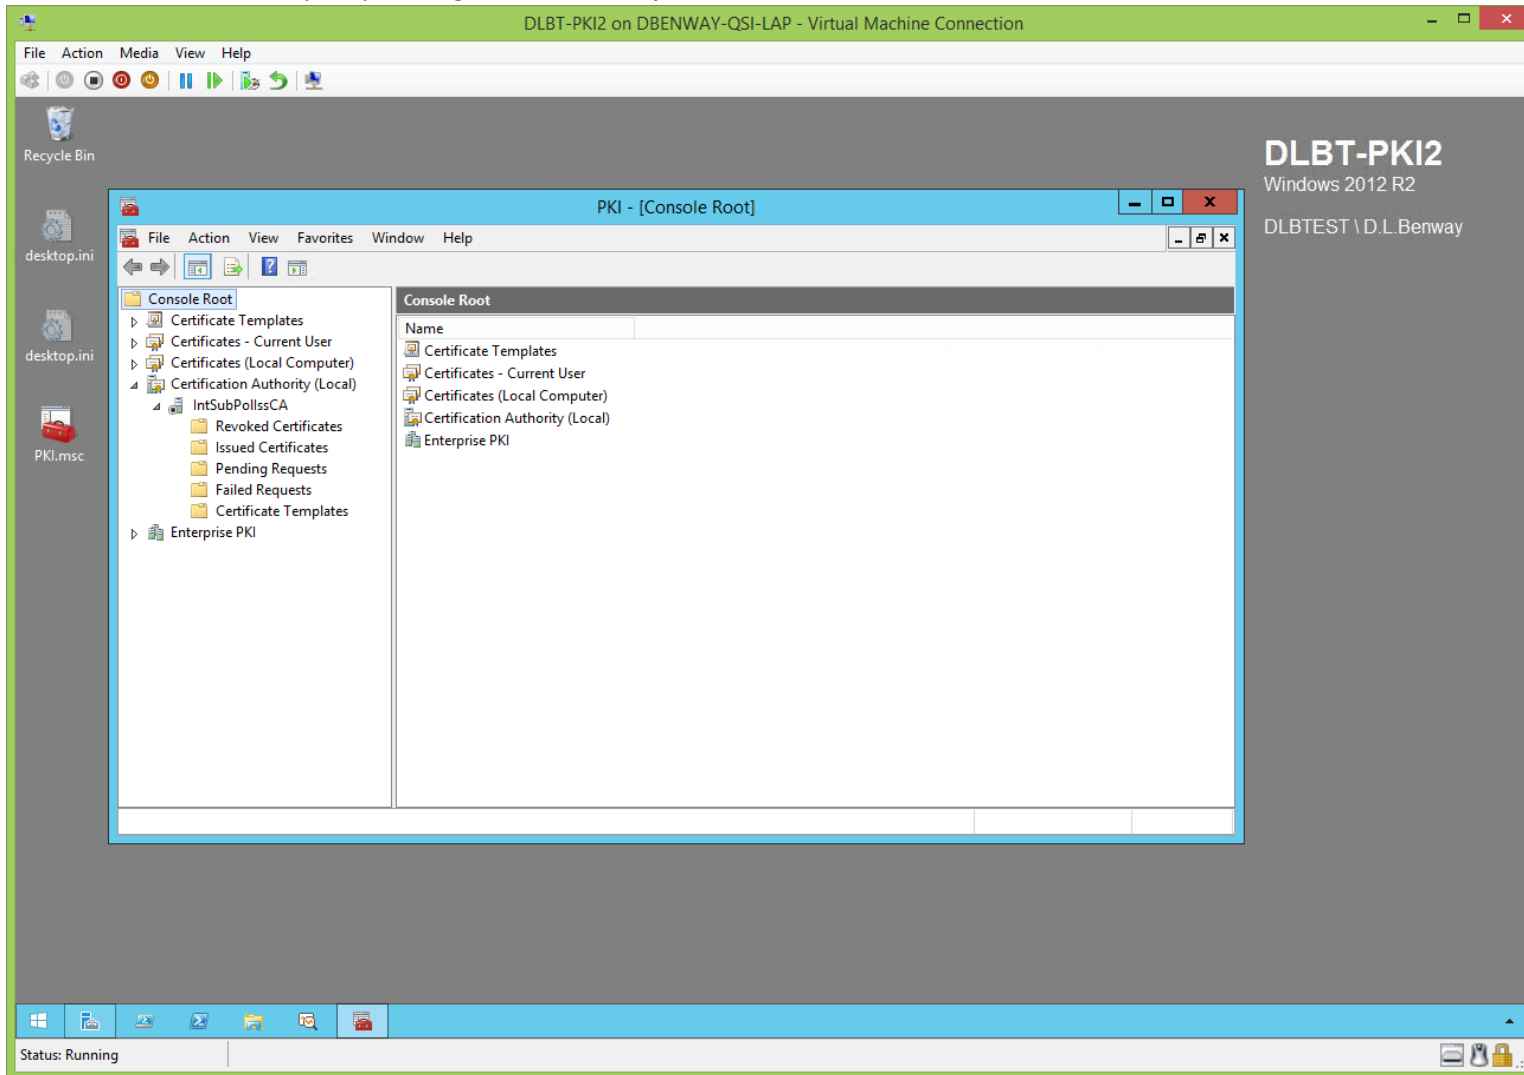 DLBT-PKI2 on DBENWAY-QSI-LAP - Virtual Machine Connection
File Action Media View Help
Recycle Bin
desktop.ini
desktop.ini
PKI.msc
DLBT-PKI2
Windows 2012 R2
DLBTEST \ D.L.Benway
PKI - [Console Root]
File Action View Favorites Window Help
Console Root
Certificate Templates
Certificates - Current User
Certificates (Local Computer)
Certification Authority (Local)
IntSubPolIssCA
Revoked Certificates
Issued Certificates
Pending Requests
Failed Requests
Certificate Templates
Enterprise PKI
Console Root
Name
Certificate Templates
Certificates - Current User
Certificates (Local Computer)
Certification Authority (Local)
Enterprise PKI
Status: Running